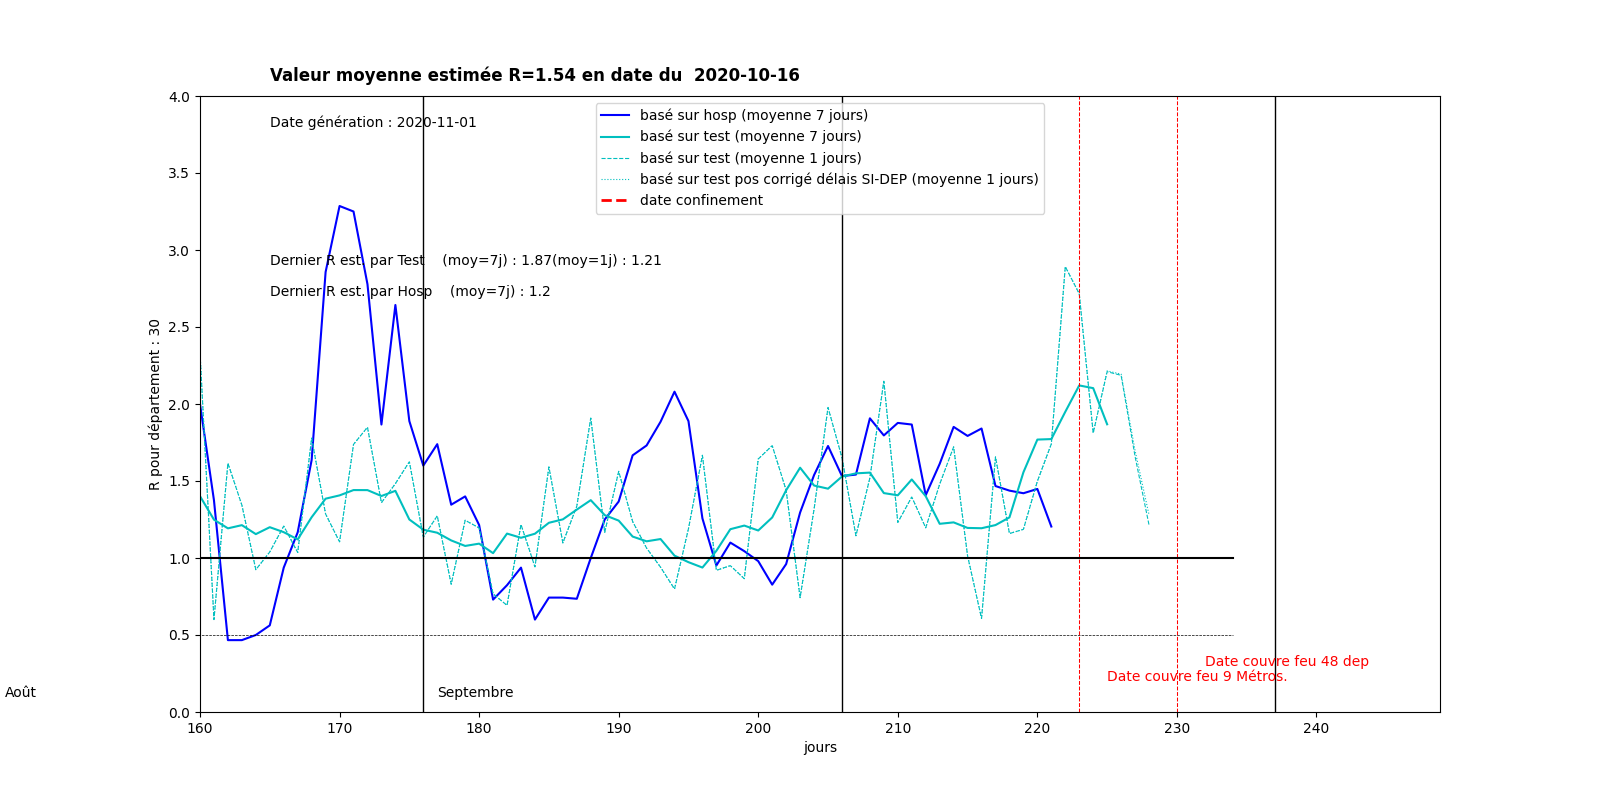 Valeur moyenne estimée R=1.54 en date du  2020-10-16
4.0
Date génération : 2020-11-01
basé sur hosp (moyenne 7 jours)
basé sur test (moyenne 7 jours)
basé sur test (moyenne 1 jours)
basé sur test pos corrigé délais SI-DEP (moyenne 1 jours)
date confinement
3.5
3.0
Dernier R est. par Test    (moy=7j) : 1.87(moy=1j) : 1.21
Dernier R est. par Hosp    (moy=7j) : 1.2
2.5
2.0
1.5
1.0
0.5
0.0
R pour département : 30
Date couvre feu 48 dep
Date couvre feu 9 Métros.
Août
Septembre
160 170 180 190 200 210 220 230 240
jours